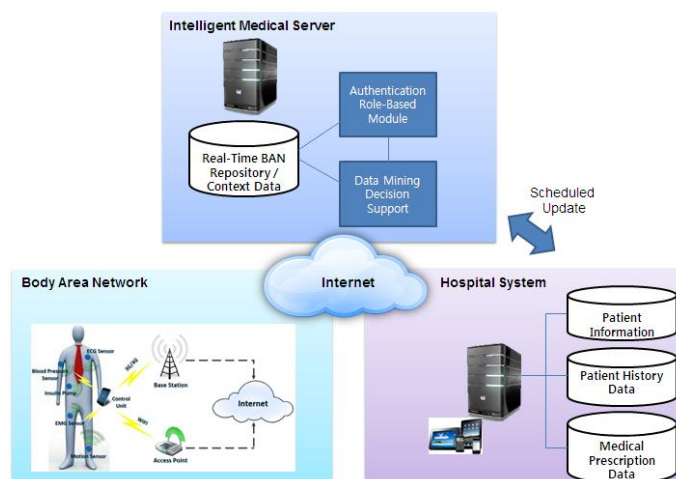 Intelligent Medical Server
Authentication
Role-Based
Module
Real-Time BAN
Repository /
Context Data
Data Mining
Decision
Support
Scheduled
Update
Body Area Network
Internet
Hospital System
ECG Sensor
Blood Pressure
Sensor
Insulin Pump
EMG Sensor
Motion Sensor
Control
Unit
3G/4G
WiFi
Base Station
Internet
Access Point
Patient
Information
Patient History
Data
Medical
Prescription
Data